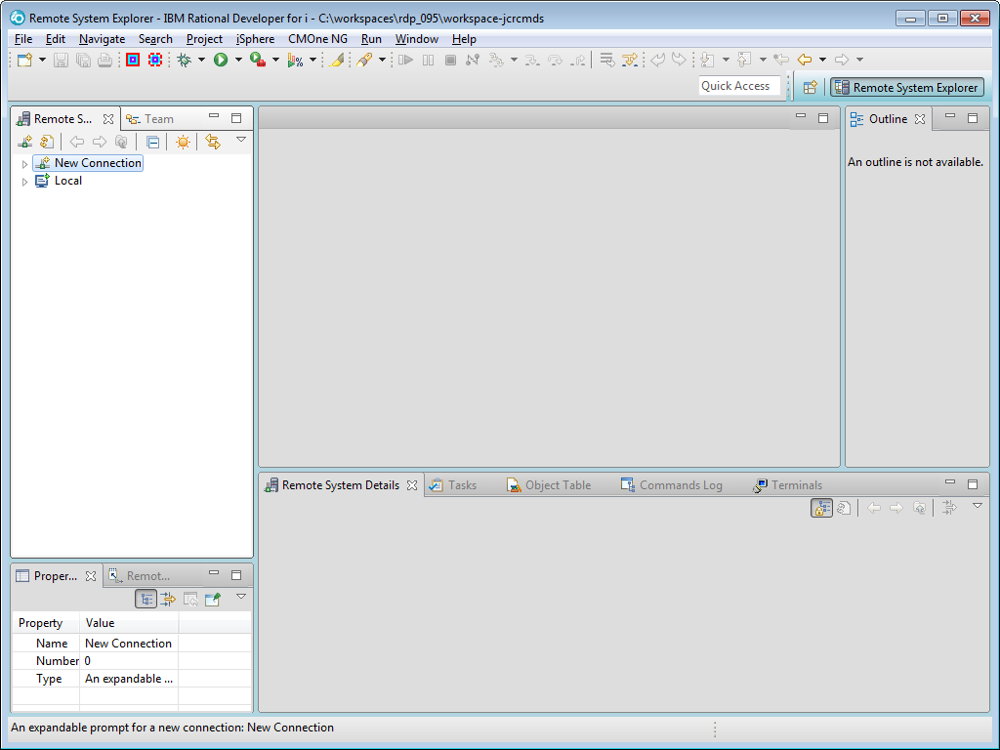 Remote System Explorer - IBM Rational Developer for i - C:\workspaces\rdp_095\workspace-jcrcmds
File Edit Navigate Search Project iSphere CMOne NG Run Window Help
Quick Access
Remote System Explorer
Remote S...
Team
New Connection
Local
Outline
An outline is not available.
Remote System Details
Tasks
Object Table
Commands Log
Terminals
Proper...
Remot...
Property Value
Name New Connection
Number 0
Type An expandable ...
An expandable prompt for a new connection: New Connection